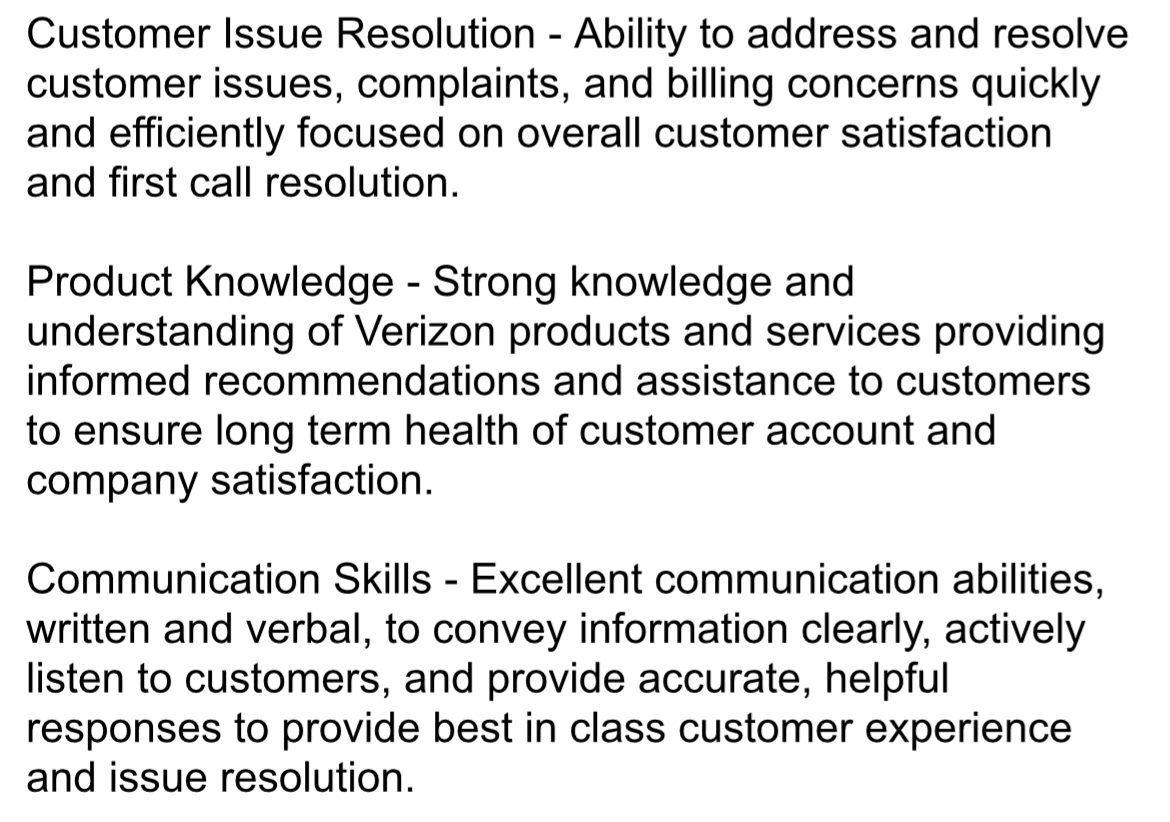 Customer Issue Resolution - Ability to address and resolve
customer issues, complaints, and billing concerns quickly
and efficiently focused on overall customer satisfaction
and first call resolution.
Product Knowledge - Strong knowledge and
understanding of Verizon products and services providing
informed recommendations and assistance to customers
to ensure long term health of customer account and
company satisfaction.
Communication Skills - Excellent communication abilities,
written and verbal, to convey information clearly, actively
listen to customers, and provide accurate, helpful
responses to provide best in class customer experience
and issue resolution.